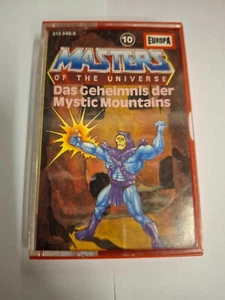 10
EUROPA
MASTERS
OF THE UNIVERSE
Das Geheimnis der
Mystic Mountains